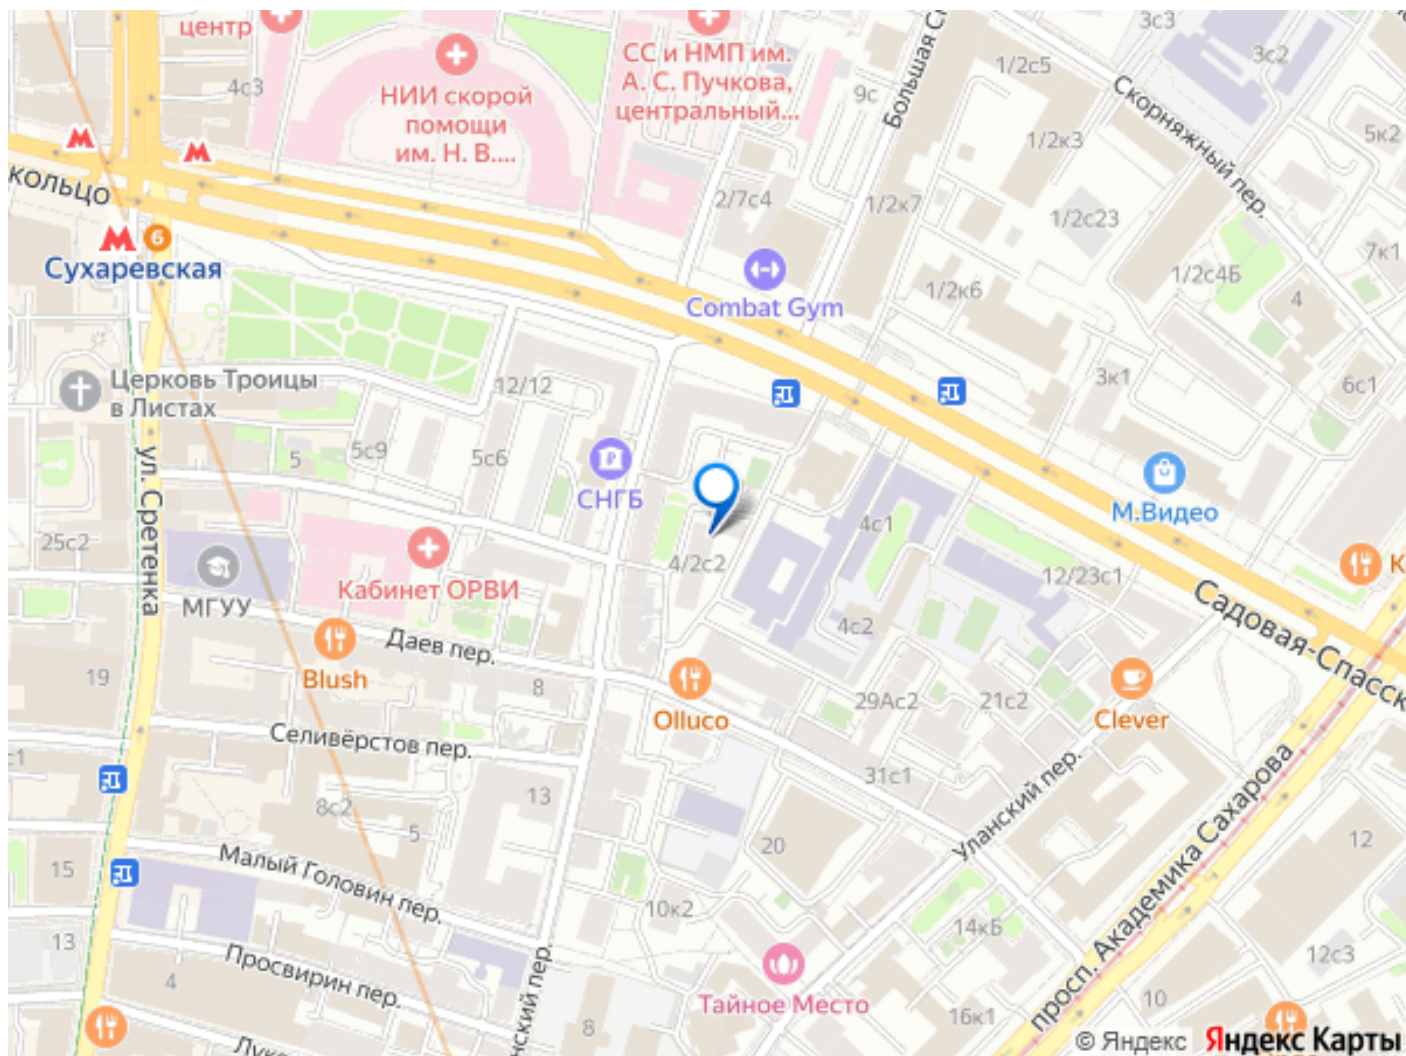 центр
4с3
НИИ скорой
помощи
им. Н. В....
СС и НМП им.
А. С. Пучкова,
центральный...
9с
Большая С
1/2с5
3с3
3с2
Скорняжный пер.
5к2
1/2к3
кольцо
2/7с4
1/2к7
1/2с23
7к1
6
Сухаревская
Combat Gym
1/2к6
1/2с4Б
4
Церковь Троицы
в Листах
12/12
3к1
6с1
ул. Сретенка
5
5с9
5с6
СНГБ
М.Видео
25с2
4/2с2
4с1
К
МГУУ
Кабинет ОРВИ
12/23с1
Садовая-Спасск
Даев пер.
4с2
19
Blush
8
Olluco
29Ас2
21с2
Clever
Селивёрстов пер.
с1
31с1
Уланский пер.
просп. Академика Сахарова
8с2
5
13
20
12
15
Малый Головин пер.
10к2
14кБ
13
Просвирин пер.
4
нский пер.
Тайное Место
12с3
10
16к1
8
Лук
© Яндекс Яндекс Карты